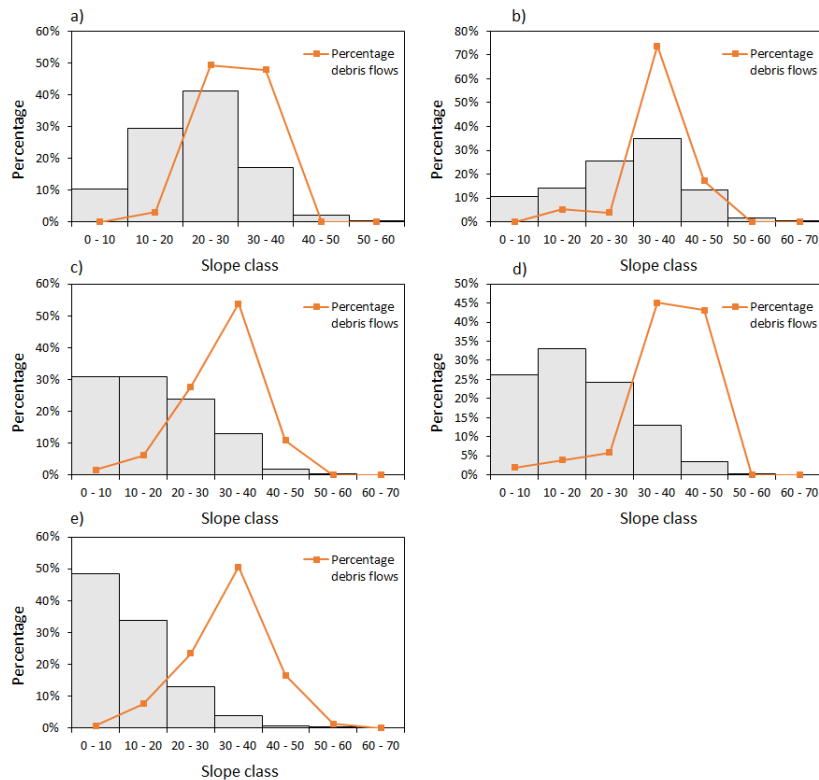 a)
60%
50%
40%
30%
20%
10%
0%
Percentage
Percentage
debris flows
0 - 10 10 - 20 20 - 30 30 - 40 40 - 50 50 - 60
Slope class
b)
80%
70%
60%
50%
40%
30%
20%
10%
0%
Percentage
Percentage
debris flows
0 - 10 10 - 20 20 - 30 30 - 40 40 - 50 50 - 60 60 - 70
Slope class
c)
60%
50%
40%
30%
20%
10%
0%
Percentage
Percentage
debris flows
0 - 10 10 - 20 20 - 30 30 - 40 40 - 50 50 - 60 60 - 70
Slope class
d)
50%
45%
40%
35%
30%
25%
20%
15%
10%
5%
0%
Percentage
Percentage
debris flows
0 - 10 10 - 20 20 - 30 30 - 40 40 - 50 50 - 60 60 - 70
Slope class
e)
60%
50%
40%
30%
20%
10%
0%
Percentage
Percentage
debris flows
0 - 10 10 - 20 20 - 30 30 - 40 40 - 50 50 - 60 60 - 70
Slope class